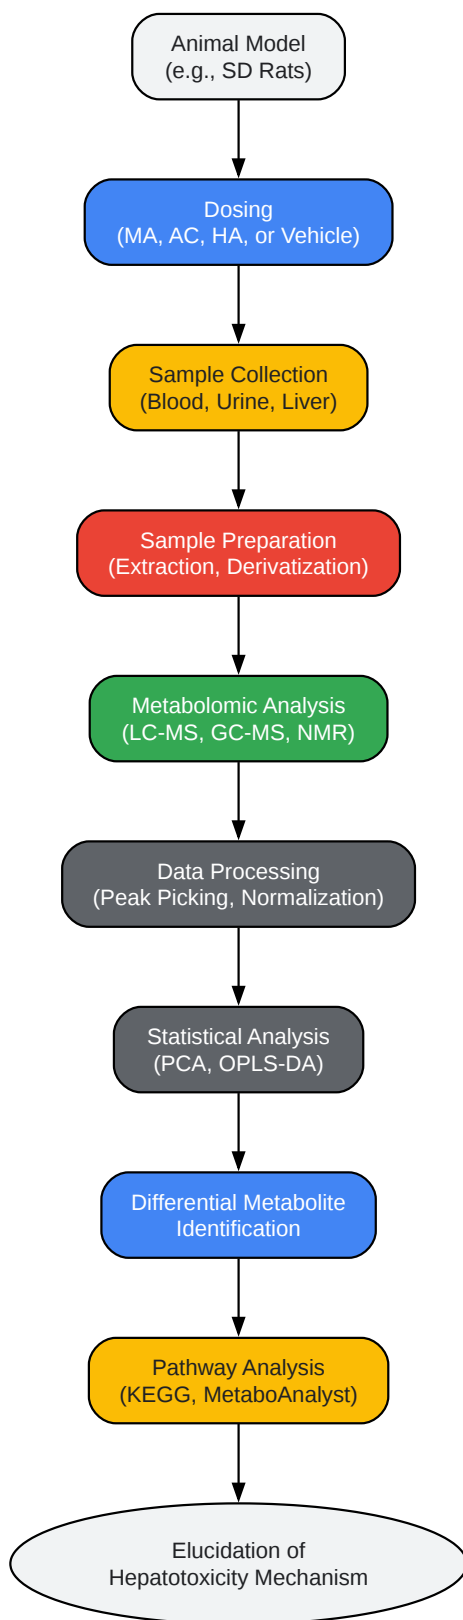 Animal Model
(e.g., SD Rats)
Dosing
(MA, AC, HA, or Vehicle)
Sample Collection
(Blood, Urine, Liver)
Sample Preparation
(Extraction, Derivatization)
Metabolomic Analysis
(LC-MS, GC-MS, NMR)
Data Processing
(Peak Picking, Normalization)
Statistical Analysis
(PCA, OPLS-DA)
Differential Metabolite
Identification
Pathway Analysis
(KEGG, MetaboAnalyst)
Elucidation of
Hepatotoxicity Mechanism